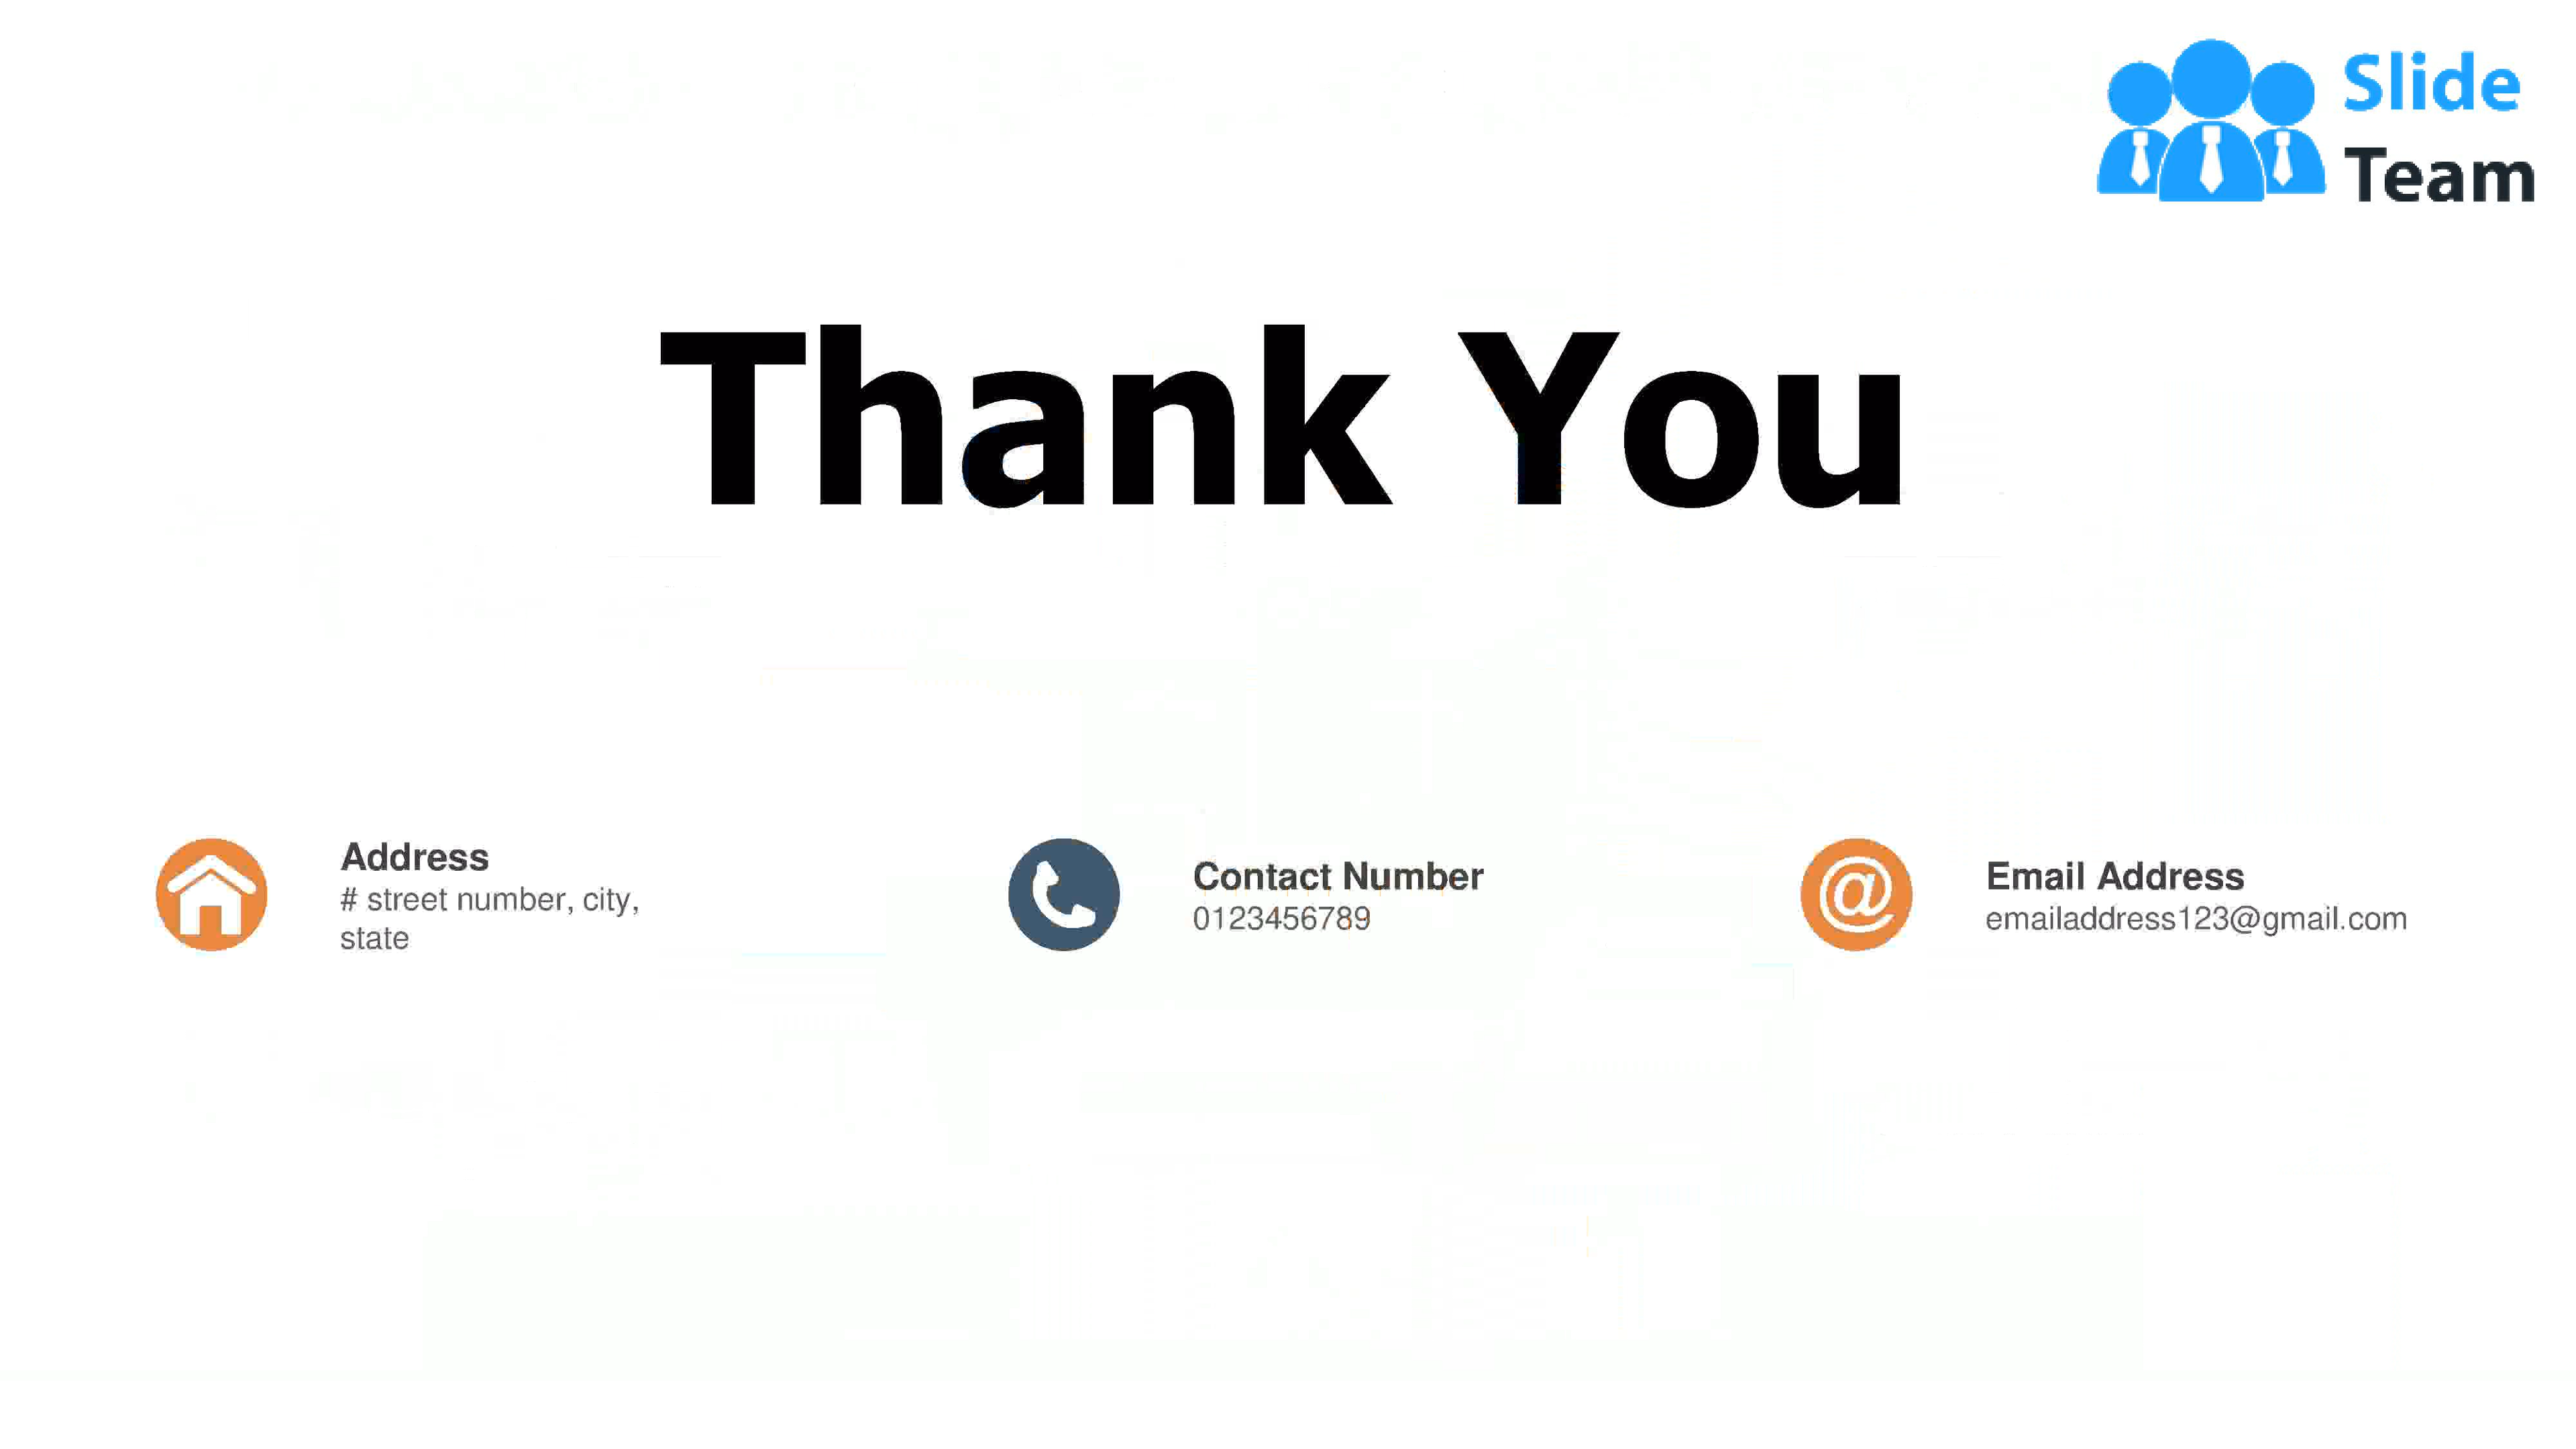 Slide
Team
Thank You
Address
# street number, city,
state
Contact Number
0123456789
Email Address
emailaddress123@gmail.com